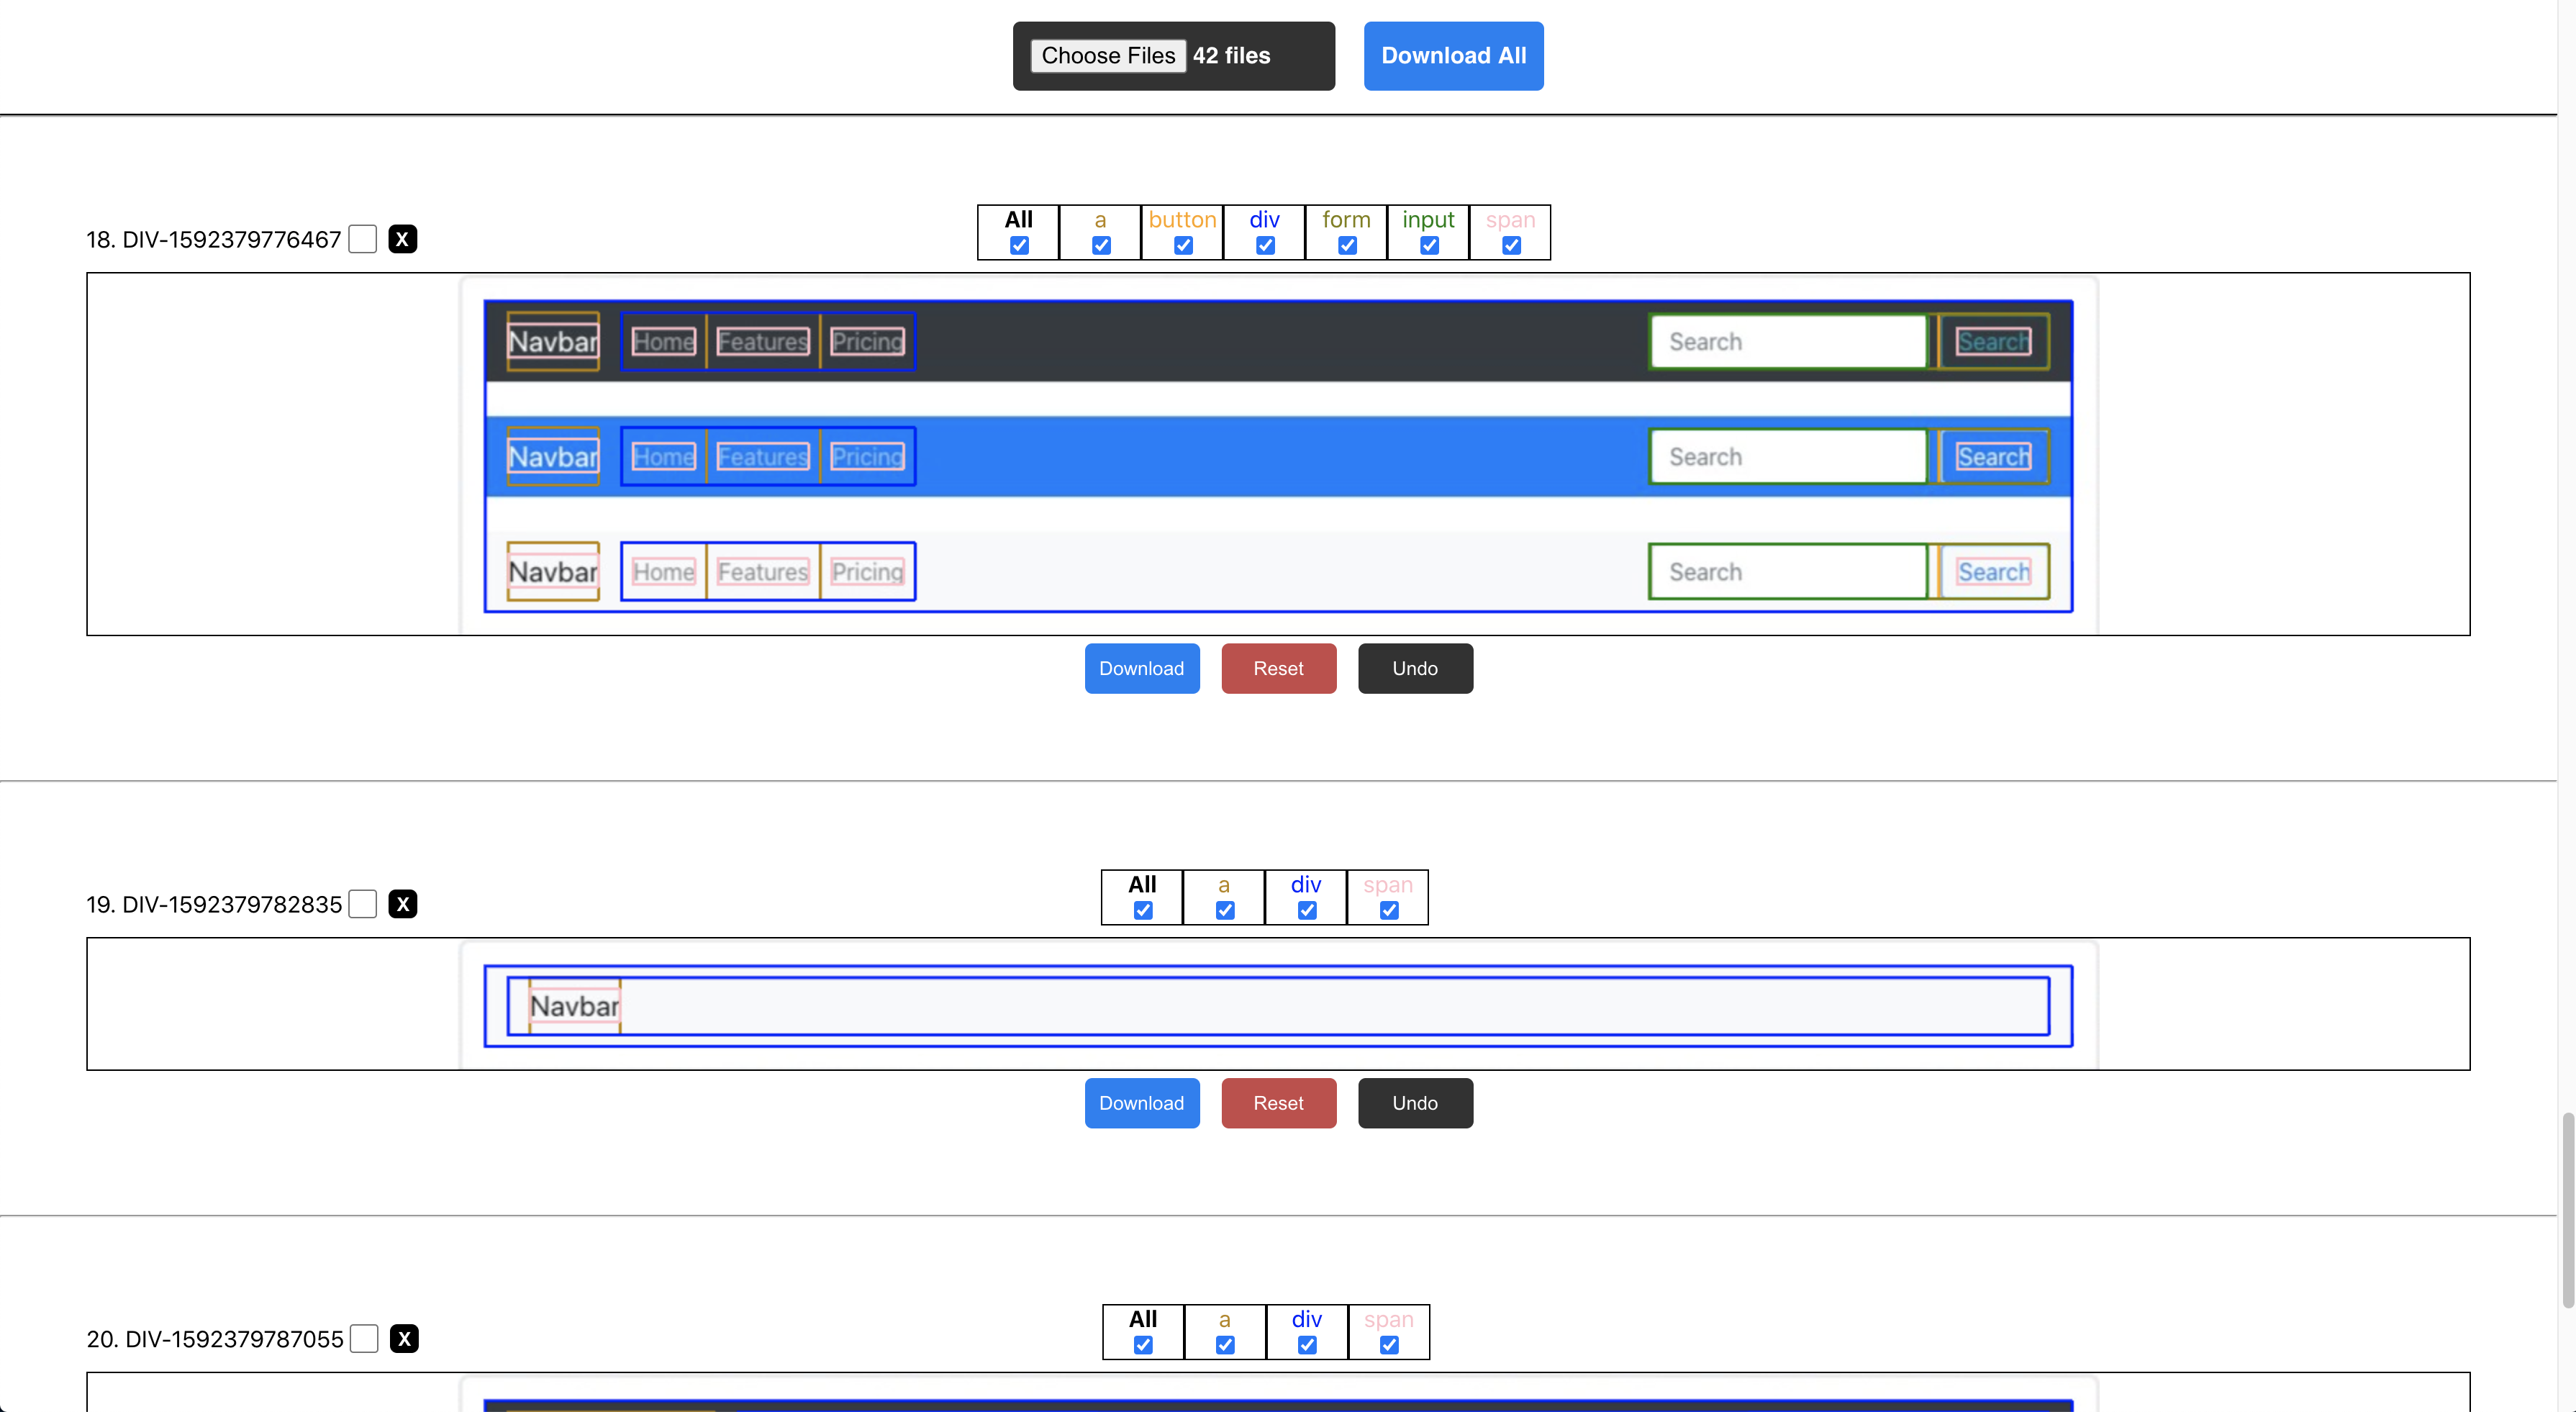 Choose Files 42 files Download All
18. DIV-1592379776467 X
All a button div form input span
Navbar Home Features Pricing Search Search
Navbar Home Features Pricing Search Search
Navbar Home Features Pricing Search Search
Download Reset Undo
19. DIV-1592379782835 X
All a div span
Navbar
Download Reset Undo
20. DIV-1592379787055 X
All a div span